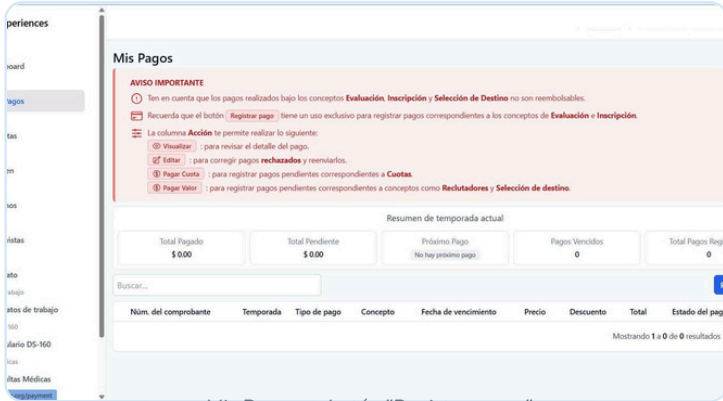 periences
board
Pagos
tas
en
nos
vistas
ato
rabajo
atos de trabajo
-160
ulario DS-160
icas
ltas Médicas
.org/payment
Mis Pagos
AVISO IMPORTANTE
Ten en cuenta que los pagos realizados bajo los conceptos Evaluación, Inscripción y Selección de Destino no son reembolsables.
Recuerda que el botón Registrar pago tiene un uso exclusivo para registrar pagos correspondientes a los conceptos de Evaluación e Inscripción.
La columna Acción te permite realizar lo siguiente:
Visualizar : para revisar el detalle del pago.
Editar : para corregir pagos rechazados y reenviarlos.
Pagar Cuota : para registrar pagos pendientes correspondientes a Cuotas.
Pagar Valor : para registrar pagos pendientes correspondientes a conceptos como Reclutadores y Selección de destino.
Resumen de temporada actual
Total Pagado Total Pendiente Próximo Pago Pagos Vencidos Total Pagos Reg
$ 0.00 $ 0.00 No hay próximo pago 0 0
Buscar...
Núm. del comprobante Temporada Tipo de pago Concepto Fecha de vencimiento Precio Descuento Total Estado del pag
Mostrando 1 a 0 de 0 resultados